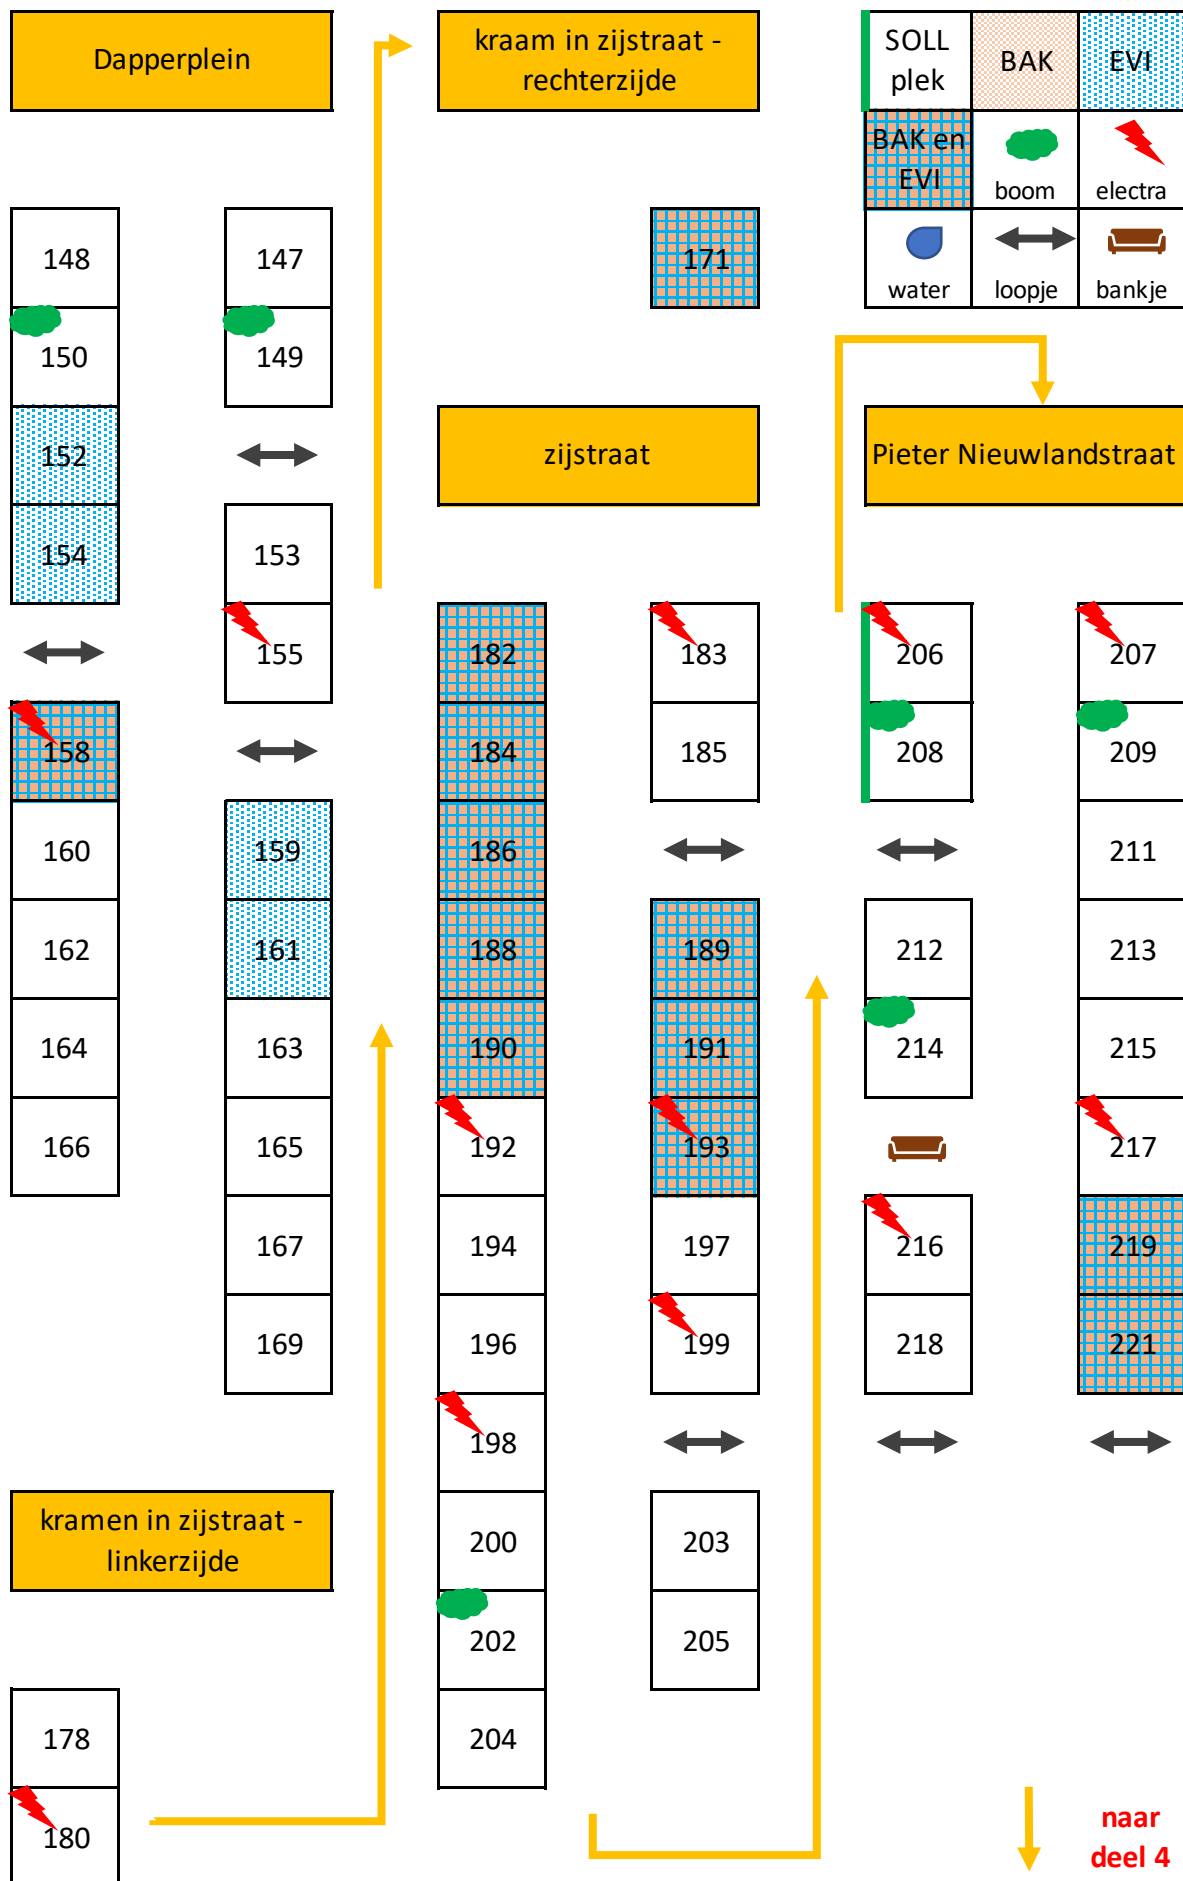 Dapperplein
kraam in zijstraat -
rechterzijde
SOLL
plek
BAK
EVI
BAK en
EVI
boom
electra
water
loopje
bankje
148
147
171
150
149
152
zijstraat
Pieter Nieuwlandstraat
154
153
155
182
183
206
207
158
184
185
208
209
160
159
186
211
162
161
188
189
212
213
164
163
190
191
214
215
166
165
192
193
217
167
194
197
216
219
169
196
199
218
221
198
kramen in zijstraat -
linkerzijde
200
203
202
205
178
204
180
naar
deel 4